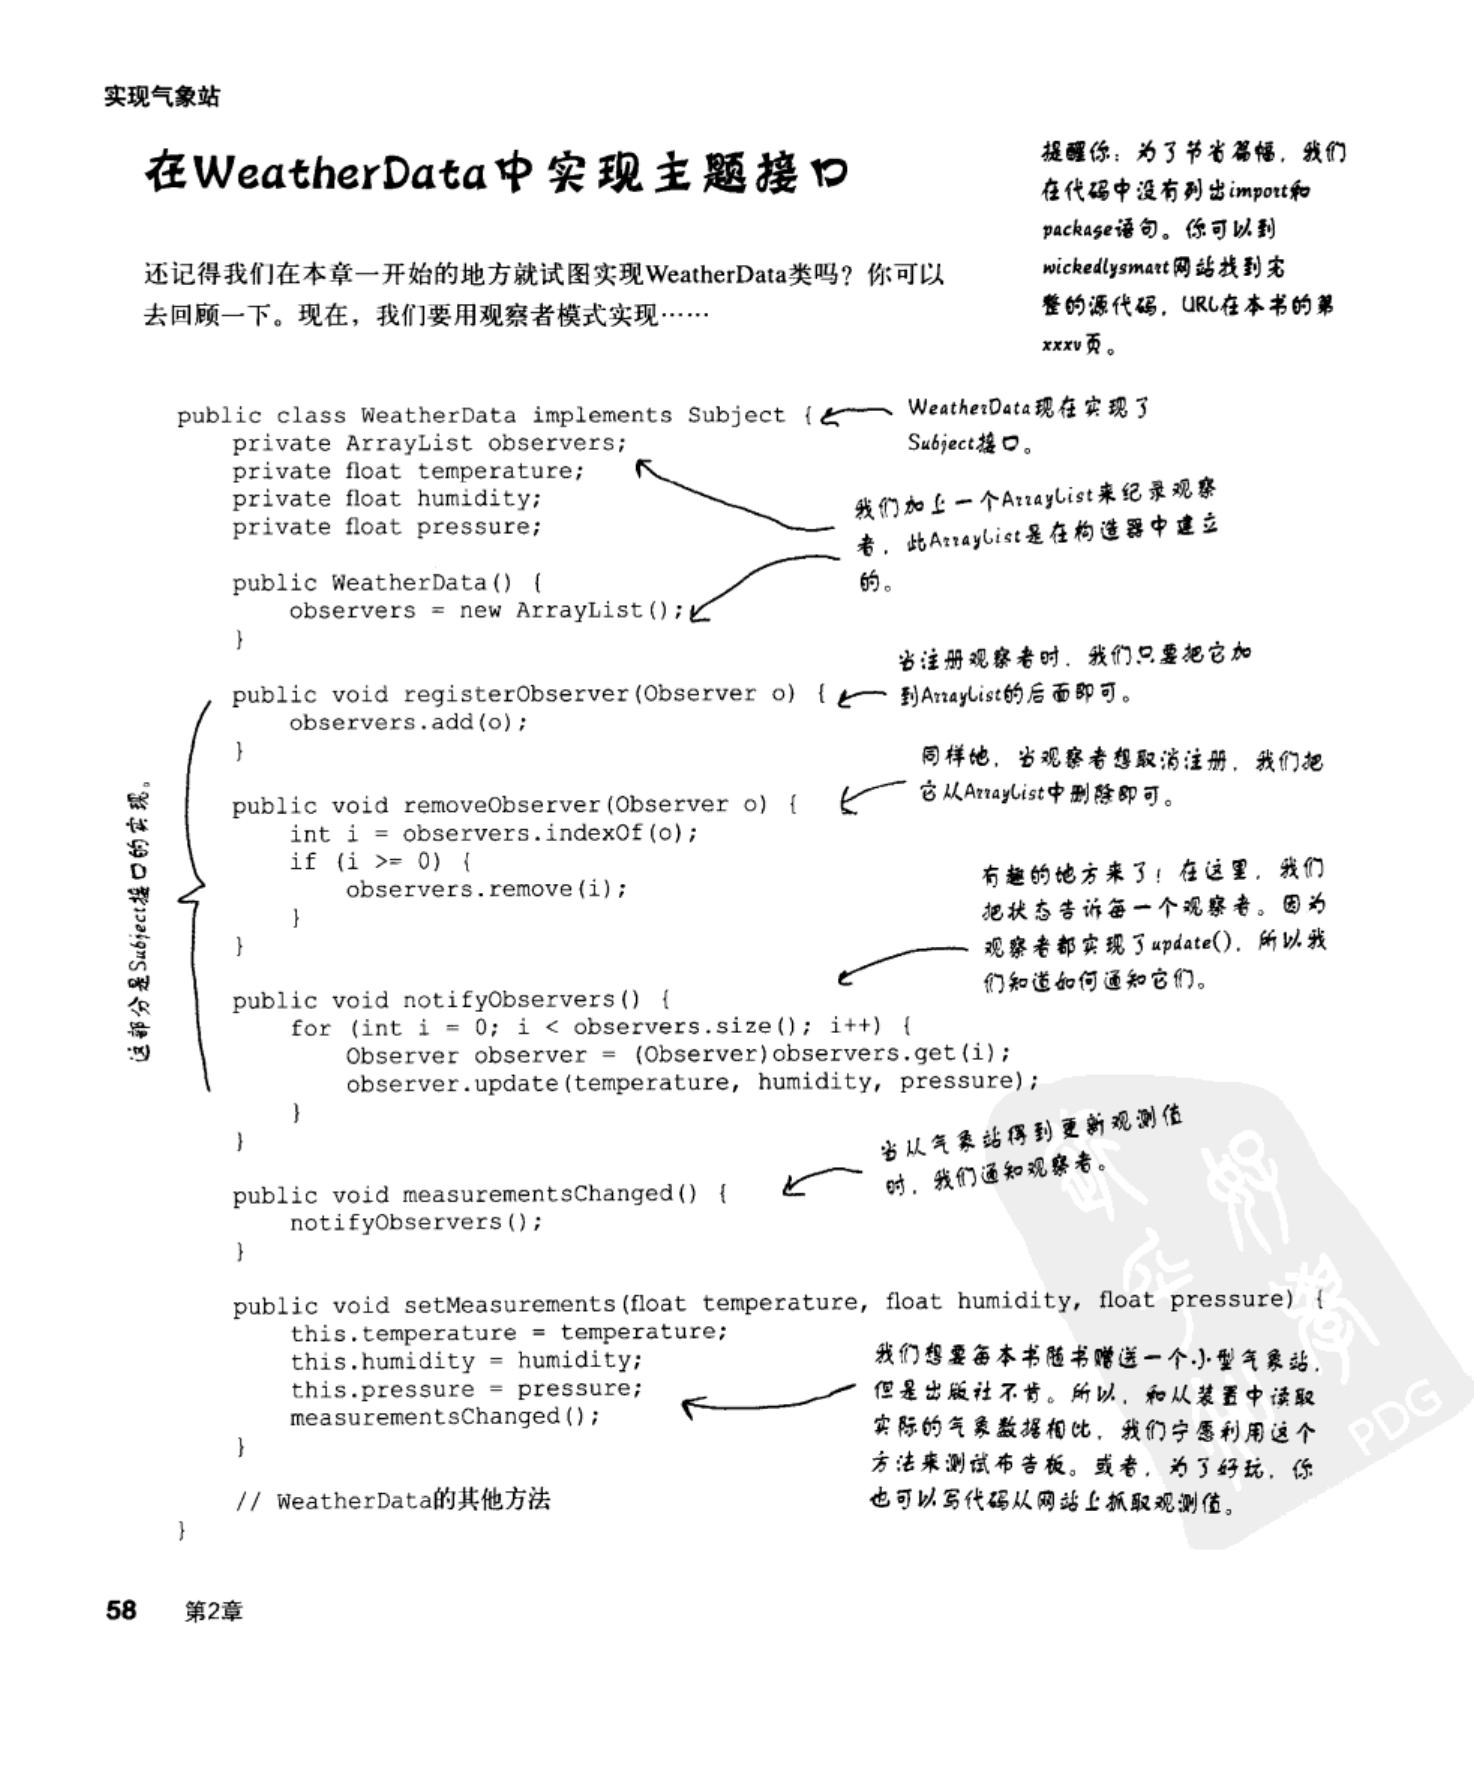 实现气象站
在WeatherData中实现主题接口
提醒你：为了节省篇幅，我们
在代码中没有列出import和
package语句。你可以到
wickedlysmart网站找到完
整的源代码，URL在本书的第
xxxv页。
还记得我们在本章一开始的地方就试图实现WeatherData类吗？你可以
去回顾一下。现在，我们要用观察者模式实现……
public class WeatherData implements Subject {
WeatherData现在实现了
Subject接口。
private ArrayList observers;
private float temperature;
private float humidity;
private float pressure;
我们加上一个ArrayList来纪录观察
者，此ArrayList是在构造器中建立
的。
public WeatherData() {
observers = new ArrayList();
}
当注册观察者时，我们只要把它加
到ArrayList的后面即可。
public void registerObserver(Observer o) {
observers.add(o);
}
同样地，当观察者想取消注册，我们把
它从ArrayList中删除即可。
public void removeObserver(Observer o) {
int i = observers.indexOf(o);
if (i >= 0) {
observers.remove(i);
}
}
这部分是Subject接口的实现。
有趣的地方来了！在这里，我们
把状态告诉每一个观察者。因为
观察者都实现了update()，所以我
们知道如何通知它们。
public void notifyObservers() {
for (int i = 0; i < observers.size(); i++) {
Observer observer = (Observer)observers.get(i);
observer.update(temperature, humidity, pressure);
}
}
当从气象站得到更新观测值
时，我们通知观察者。
public void measurementsChanged() {
notifyObservers();
}
public void setMeasurements(float temperature, float humidity, float pressure) {
this.temperature = temperature;
this.humidity = humidity;
this.pressure = pressure;
measurementsChanged();
}
我们想要每本书随书赠送一个小型气象站，
但是出版社不肯。所以，和从装置中读取
实际的气象数据相比，我们宁愿利用这个
方法来测试布告板。或者，为了好玩，你
也可以写代码从网站上抓取观测值。
// WeatherData的其他方法
}
PDG
58 第2章